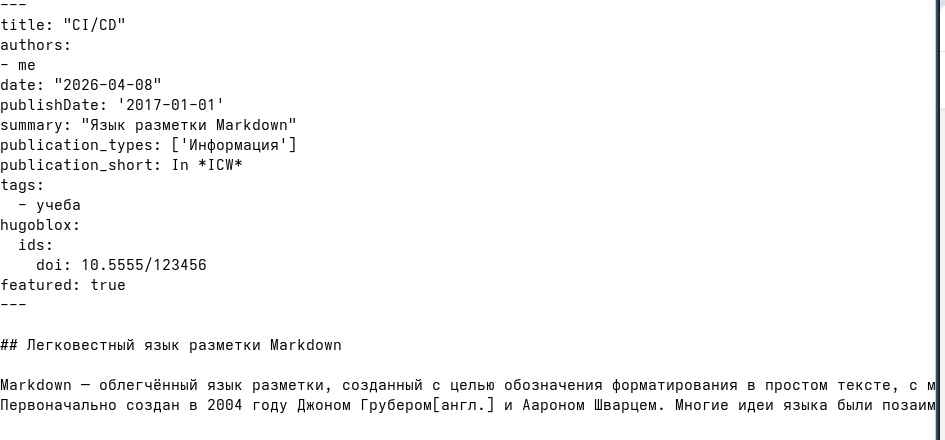 ---
title: "CI/CD"
authors:
- me
date: "2026-04-08"
publishDate: '2017-01-01'
summary: "Язык разметки Markdown"
publication_types: ['Информация']
publication_short: In *ICW*
tags:
  - учеба
hugoblox:
  ids:
    doi: 10.5555/123456
featured: true
---
## Легковестный язык разметки Markdown
Markdown — облегчённый язык разметки, созданный с целью обозначения форматирования в простом тексте, с м
Первоначально создан в 2004 году Джоном Грубером[англ.] и Аароном Шварцем. Многие идеи языка были позаим